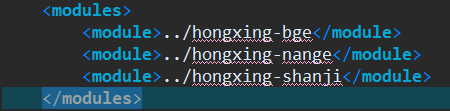 <modules>
<module>../hongxing-bge</module>
<module>../hongxing-nange</module>
<module>../hongxing-shanji</module>
</modules>